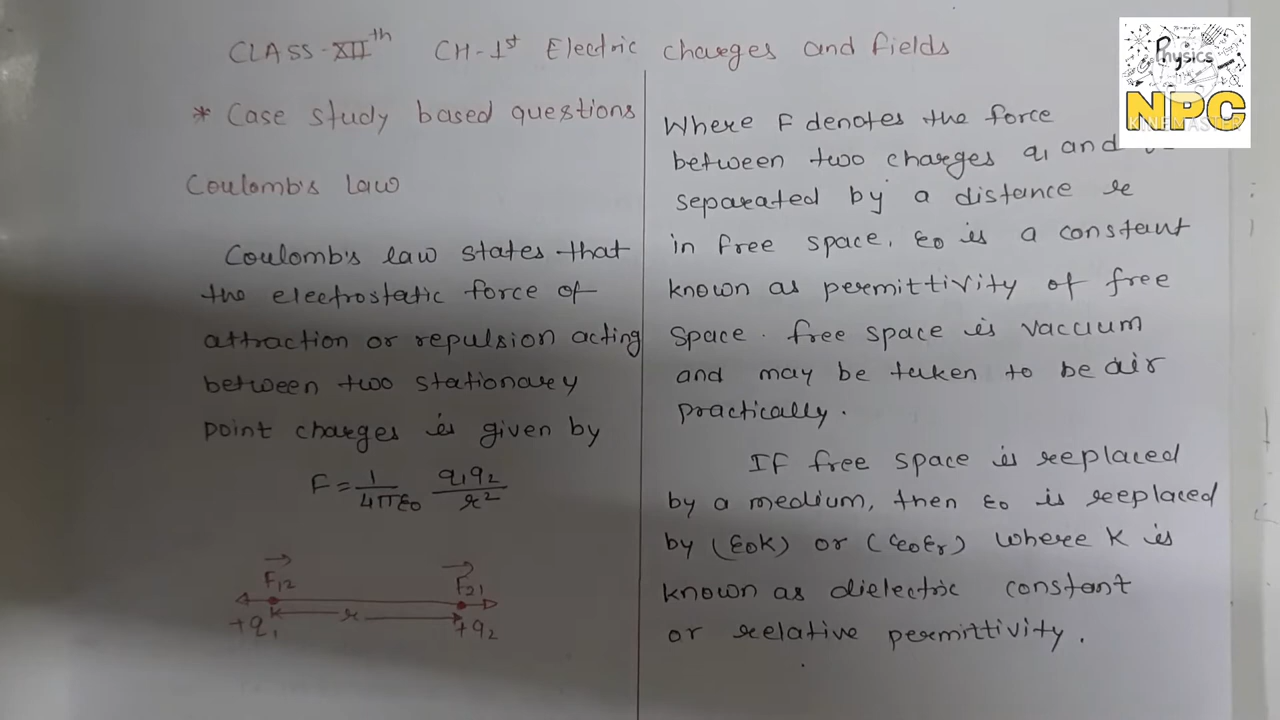 CLASS-XIIth CH-1st Electric charges and fields
* Case study based questions
Coulomb's law
Coulomb's law states that
the electrostatic force of
attraction or repulsion acting
between two stationary
point charges is given by
F = 1/4πε0 q1q2/r²
F12
F21
r
+q1
+q2
Where F denotes the force
between two charges q1 and
separated by a distance r
in free space, ε0 is a constant
known as permittivity of free
space. free space is vaccium
and may be taken to be air
practically.
If free space is replaced
by a medium, then ε0 is reeplaced
by (ε0K) or (ε0εr) where K is
known as dielectric constant
or relative permittivity.
Physics
NPC
KINEMASTER